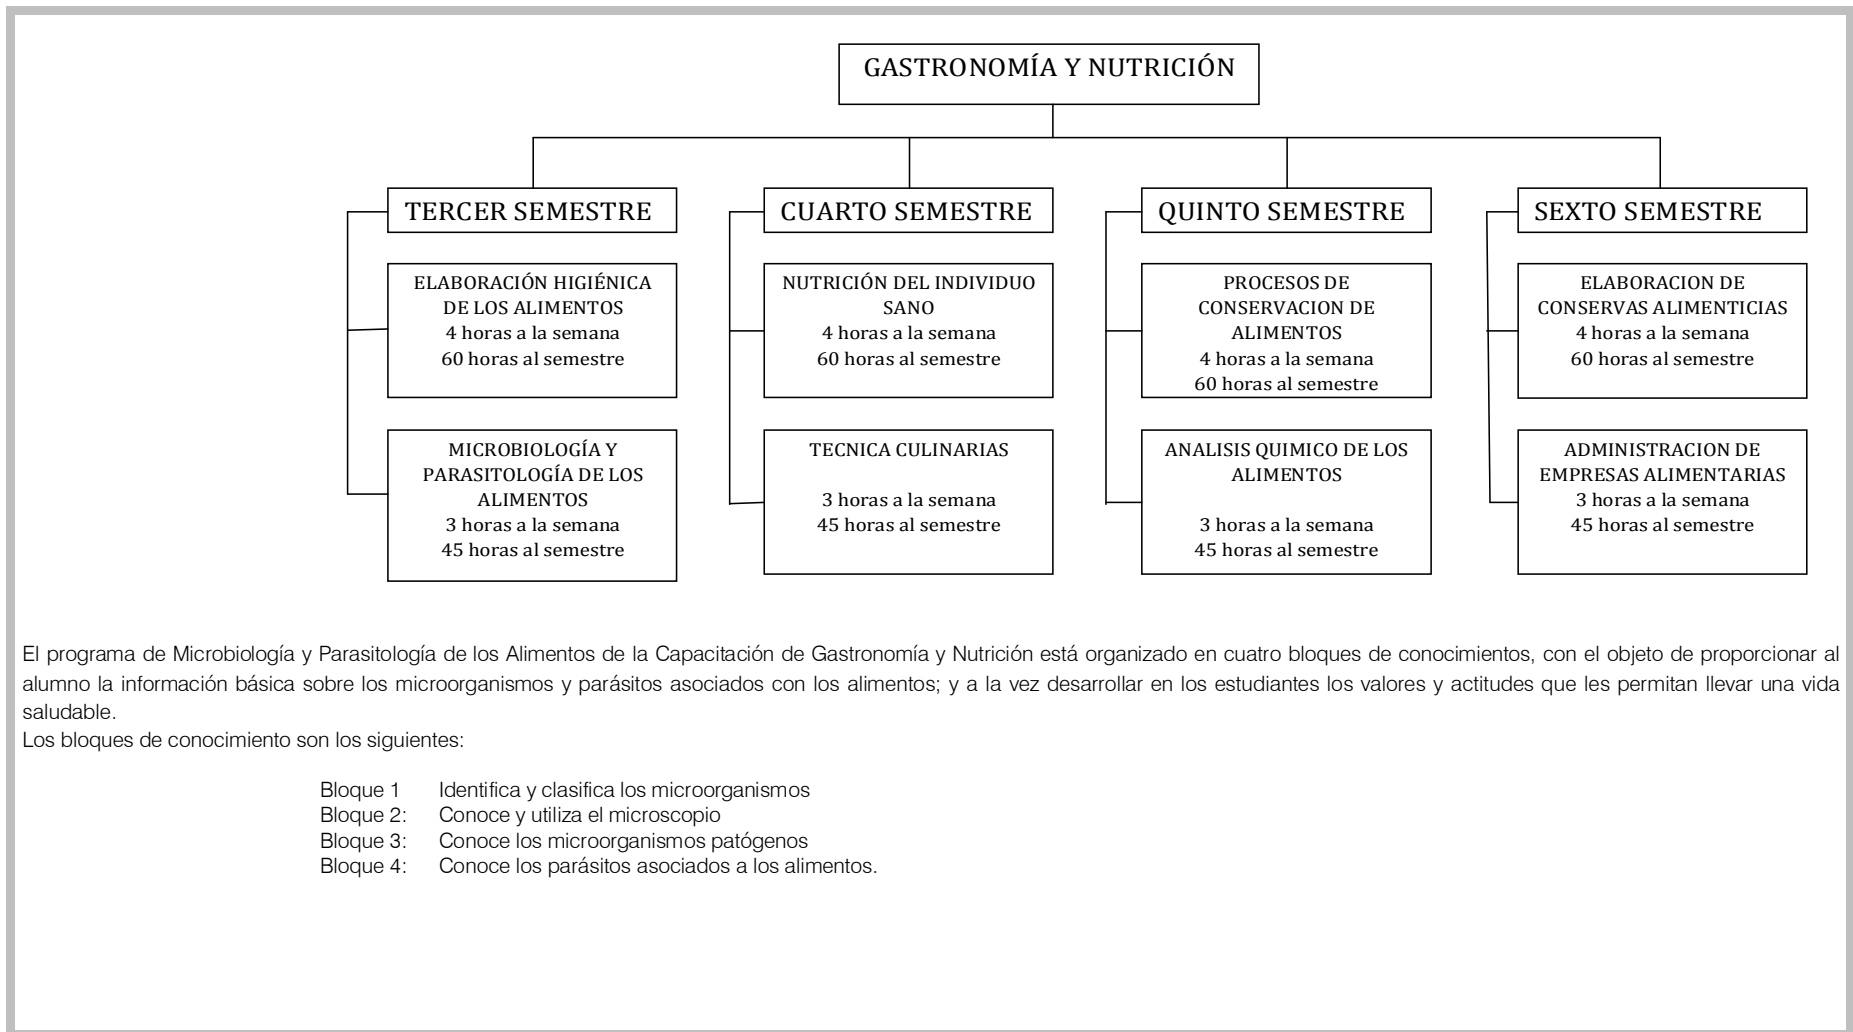 GASTRONOMÍA Y NUTRICIÓN
TERCER SEMESTRE
ELABORACIÓN HIGIÉNICA
DE LOS ALIMENTOS
4 horas a la semana
60 horas al semestre
MICROBIOLOGÍA Y
PARASITOLOGÍA DE LOS
ALIMENTOS
3 horas a la semana
45 horas al semestre
CUARTO SEMESTRE
NUTRICIÓN DEL INDIVIDUO
SANO
4 horas a la semana
60 horas al semestre
TECNICA CULINARIAS
3 horas a la semana
45 horas al semestre
QUINTO SEMESTRE
PROCESOS DE
CONSERVACION DE
ALIMENTOS
4 horas a la semana
60 horas al semestre
ANALISIS QUIMICO DE LOS
ALIMENTOS
3 horas a la semana
45 horas al semestre
SEXTO SEMESTRE
ELABORACION DE
CONSERVAS ALIMENTICIAS
4 horas a la semana
60 horas al semestre
ADMINISTRACION DE
EMPRESAS ALIMENTARIAS
3 horas a la semana
45 horas al semestre
El programa de Microbiología y Parasitología de los Alimentos de la Capacitación de Gastronomía y Nutrición está organizado en cuatro bloques de conocimientos, con el objeto de proporcionar al
alumno la información básica sobre los microorganismos y parásitos asociados con los alimentos; y a la vez desarrollar en los estudiantes los valores y actitudes que les permitan llevar una vida
saludable.
Los bloques de conocimiento son los siguientes:
Bloque 1 Identifica y clasifica los microorganismos
Bloque 2: Conoce y utiliza el microscopio
Bloque 3: Conoce los microorganismos patógenos
Bloque 4: Conoce los parásitos asociados a los alimentos.